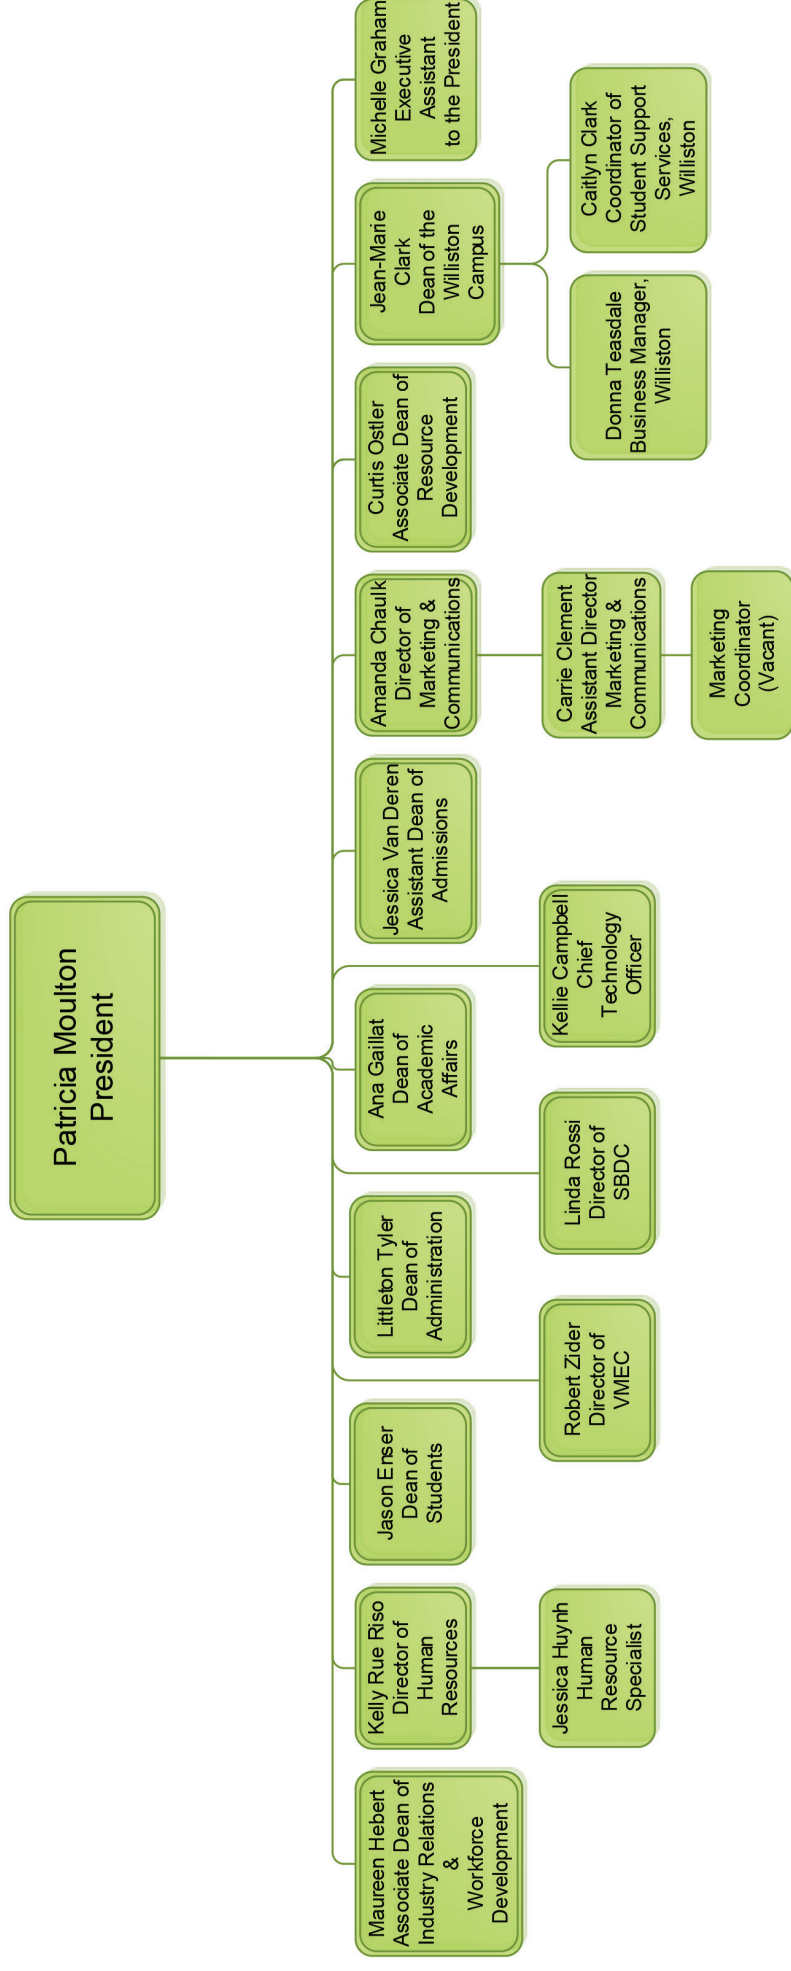 Patricia Moulton
President
Maureen Hebert
Associate Dean of
Industry Relations
&
Workforce
Development
Kelly Rue Riso
Director of
Human
Resources
Jason Enser
Dean of
Students
Littleton Tyler
Dean of
Administration
Ana Gaillat
Dean of
Academic
Affairs
Jessica Van Deren
Assistant Dean of
Admissions
Amanda Chaulk
Director of
Marketing &
Communications
Curtis Ostler
Associate Dean of
Resource
Development
Jean-Marie
Clark
Dean of the
Williston
Campus
Michelle Graham
Executive
Assistant
to the President
Jessica Huynh
Human
Resource
Specialist
Robert Zider
Director of
VMEC
Linda Rossi
Director of
SBDC
Kellie Campbell
Chief
Technology
Officer
Carrie Clement
Assistant Director
Marketing &
Communications
Donna Teasdale
Business Manager,
Williston
Caitlyn Clark
Coordinator of
Student Support
Services,
Williston
Marketing
Coordinator
(Vacant)